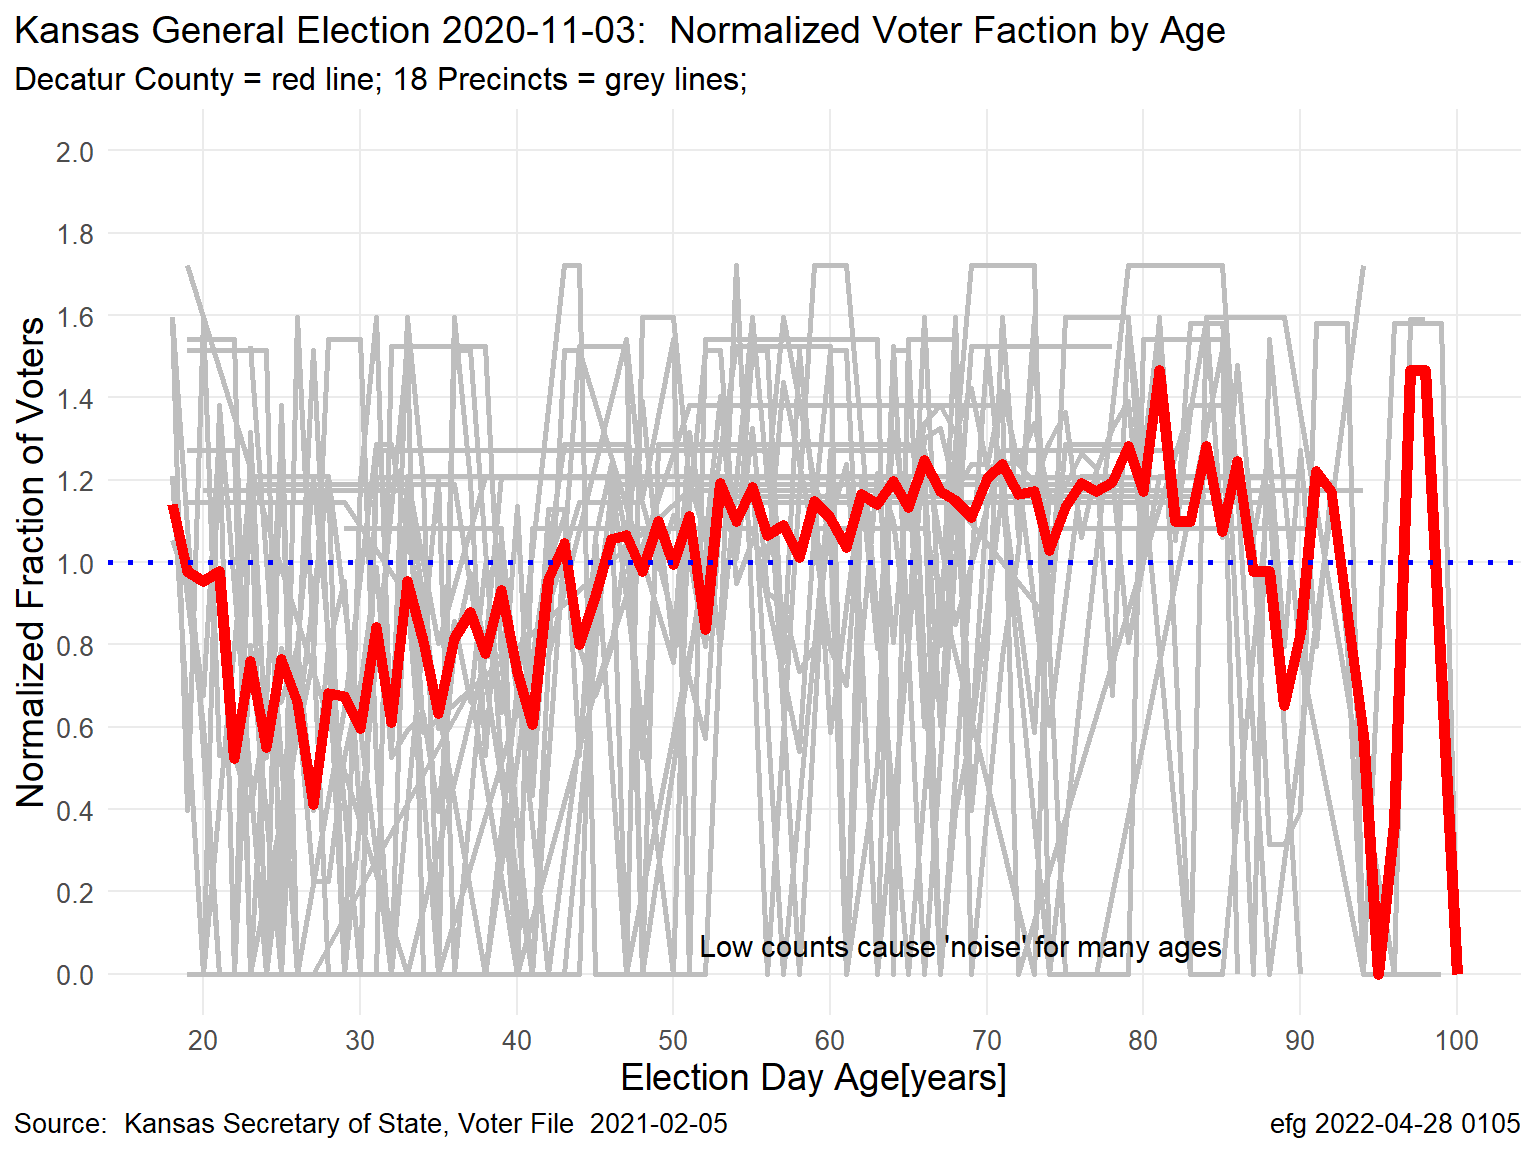 Kansas General Election 2020-11-03:  Normalized Voter Faction by Age
Decatur County = red line; 18 Precincts = grey lines;
Normalized Fraction of Voters
2.0
1.8
1.6
1.4
1.2
1.0
0.8
0.6
0.4
0.2
0.0
Low counts cause 'noise' for many ages
20 30 40 50 60 70 80 90 100
Election Day Age[years]
Source:  Kansas Secretary of State, Voter File  2021-02-05
efg 2022-04-28 0105